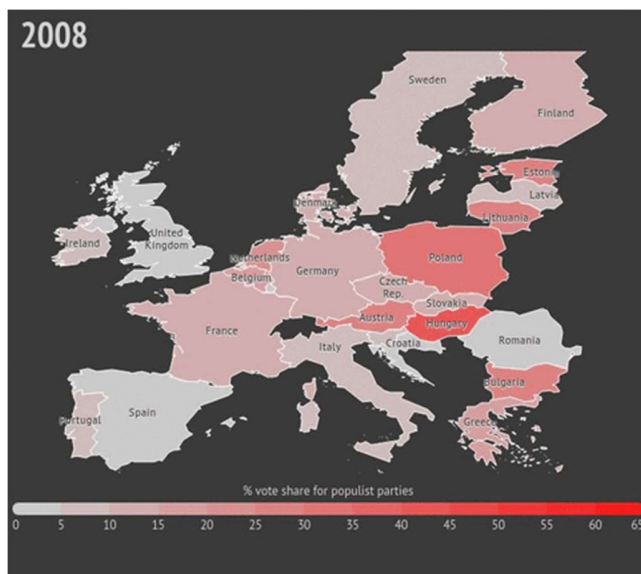 2008
Sweden
Finland
Estonia
Latvia
Denmark
Lithuania
Ireland
United
Kingdom
Netherlands
Poland
Belgium
Germany
Czech
Rep.
Slovakia
Austria
Hungary
France
Italy
Croatia
Romania
Bulgaria
Portugal
Spain
Greece
% vote share for populist parties
0 5 10 15 20 25 30 35 40 45 50 55 60 65